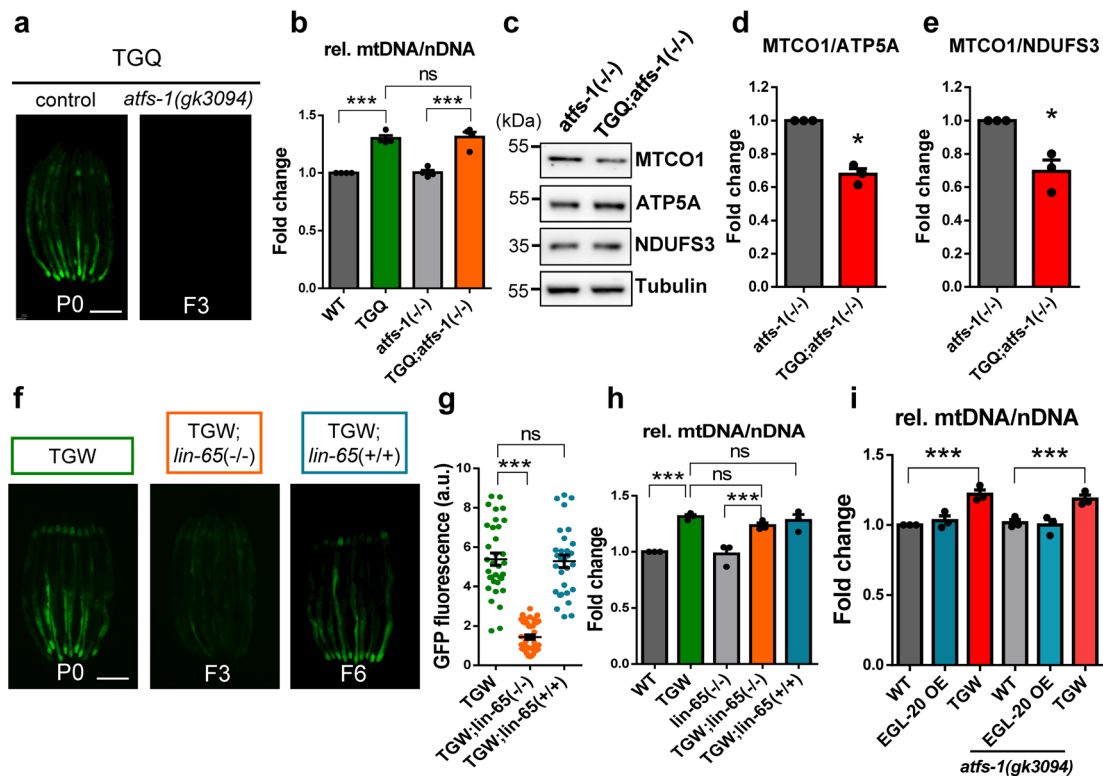 a
TGQ
control
atfs-1(gk3094)
P0
F3
b
rel. mtDNA/nDNA
ns
***
***
Fold change
1.5
1.0
0.5
0.0
WT
TGQ
atfs-1(-/-)
TGQ;atfs-1(-/-)
c
atfs-1(-/-)
TGQ;atfs-1(-/-)
(kDa)
55
MTCO1
55
ATP5A
35
NDUFS3
55
Tubulin
d
MTCO1/ATP5A
Fold change
1.2
1.0
0.8
0.6
0.4
0.2
0.0
*
atfs-1(-/-)
TGQ;atfs-1(-/-)
e
MTCO1/NDUFS3
Fold change
1.2
1.0
0.8
0.6
0.4
0.2
0.0
*
atfs-1(-/-)
TGQ;atfs-1(-/-)
f
TGW
TGW;
lin-65(-/-)
TGW;
lin-65(+/+)
P0
F3
F6
g
ns
***
GFP fluorescence (a.u.)
10
8
6
4
2
0
TGW
TGW;lin-65(-/-)
TGW;lin-65(+/+)
h
rel. mtDNA/nDNA
ns
ns
***
***
Fold change
1.5
1.0
0.5
0.0
WT
TGW
lin-65(-/-)
TGW;lin-65(-/-)
TGW;lin-65(+/+)
i
rel. mtDNA/nDNA
***
***
Fold change
1.5
1.0
0.5
0.0
WT
EGL-20 OE
TGW
WT
EGL-20 OE
TGW
atfs-1(gk3094)